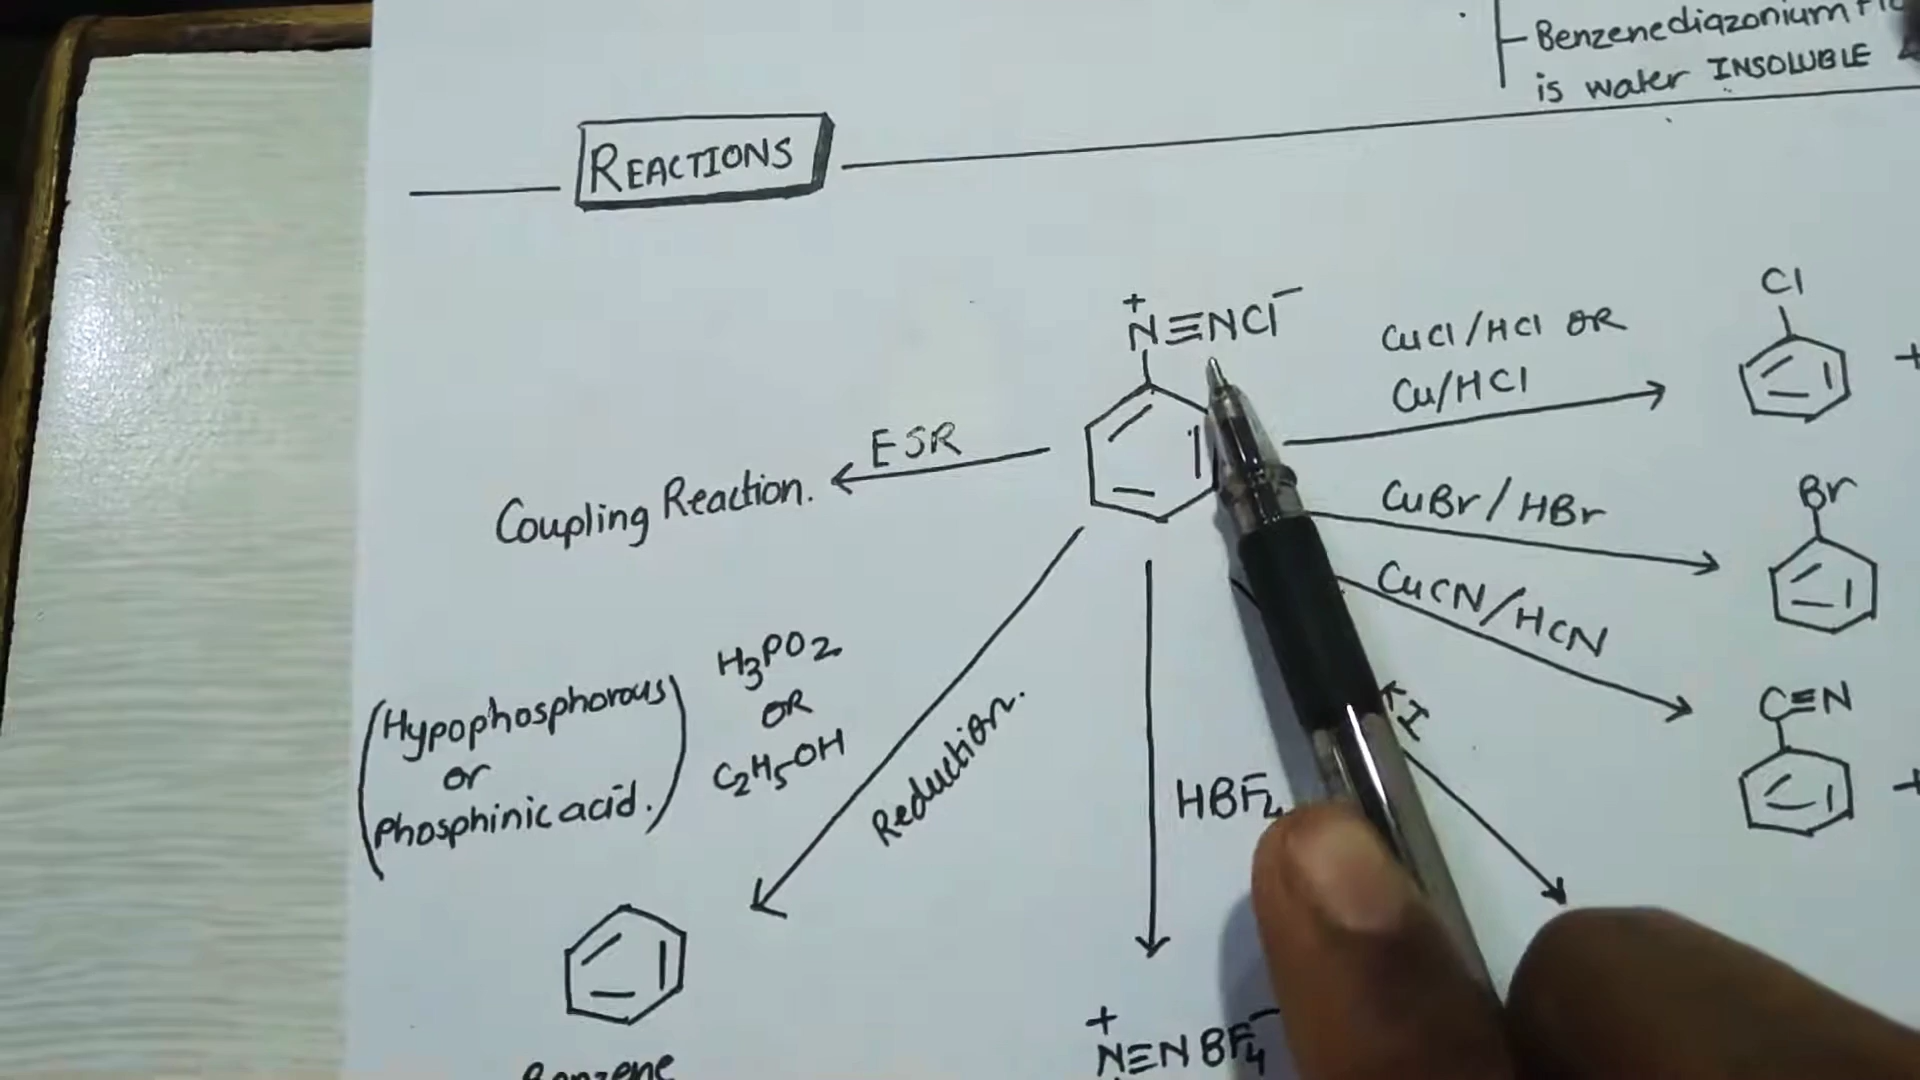 Benzenediazonium
is water INSOLUBLE
REACTIONS
+
N≡NCl⁻
Cl
CuCl/HCl OR
Cu/HCl
+
ESR
Coupling Reaction.
CuBr/HBr
Br
CuCN/HCN
C≡N
+
KI
(Hypophosphorous
or
Phosphinic acid.)
H3PO2
OR
C2H5OH
Reduction.
HBF4
+
N≡NBF4⁻
Benzene